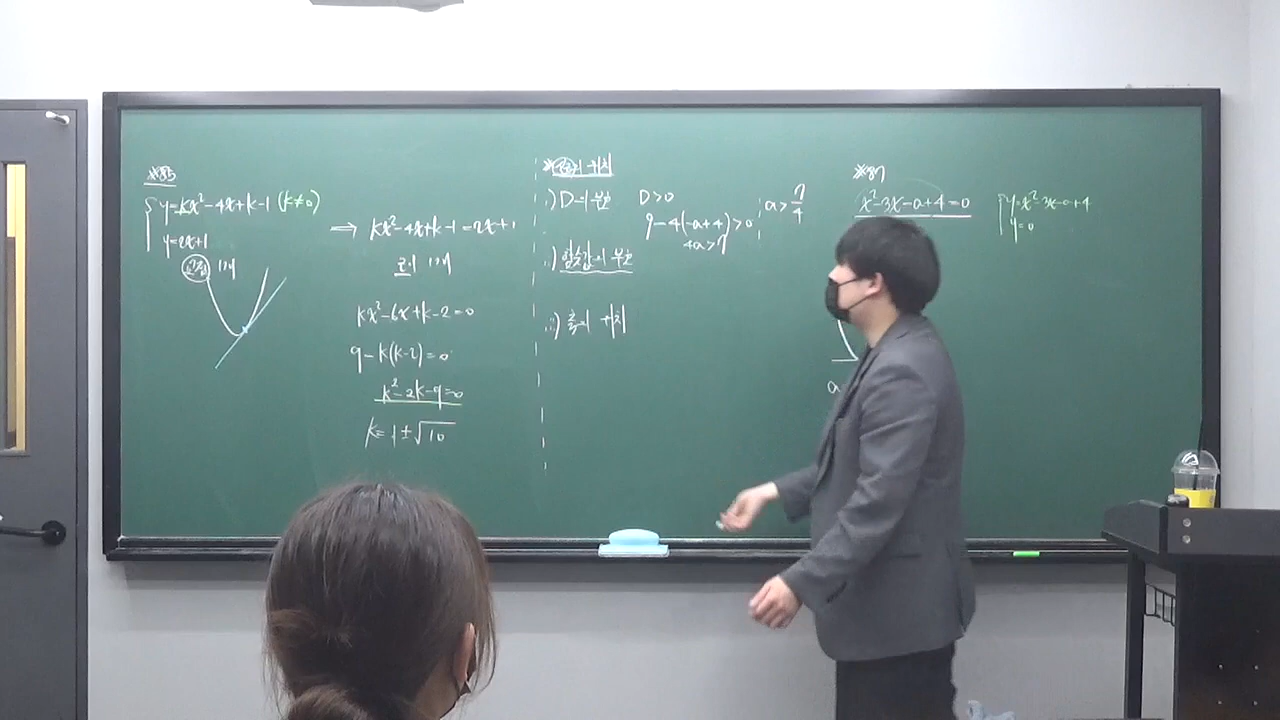 ※85
y=kx²-4x+k-1 (k≠0)
y=2x+1
교점 1개
⇒ kx²-4x+k-1=2x+1
근이 1개
kx²-6x+k-2=0
9-k(k-2)=0
k²-2k-9=0
k=1±√10
위치
i) D의 부호
D>0
9-4(-a+4)>0
4a>7
a>7/4
ii) 함숫값의 부호
iii) 축의 위치
※87
x²-3x-a+4=0
y=x²-3x-a+4
y=0
a